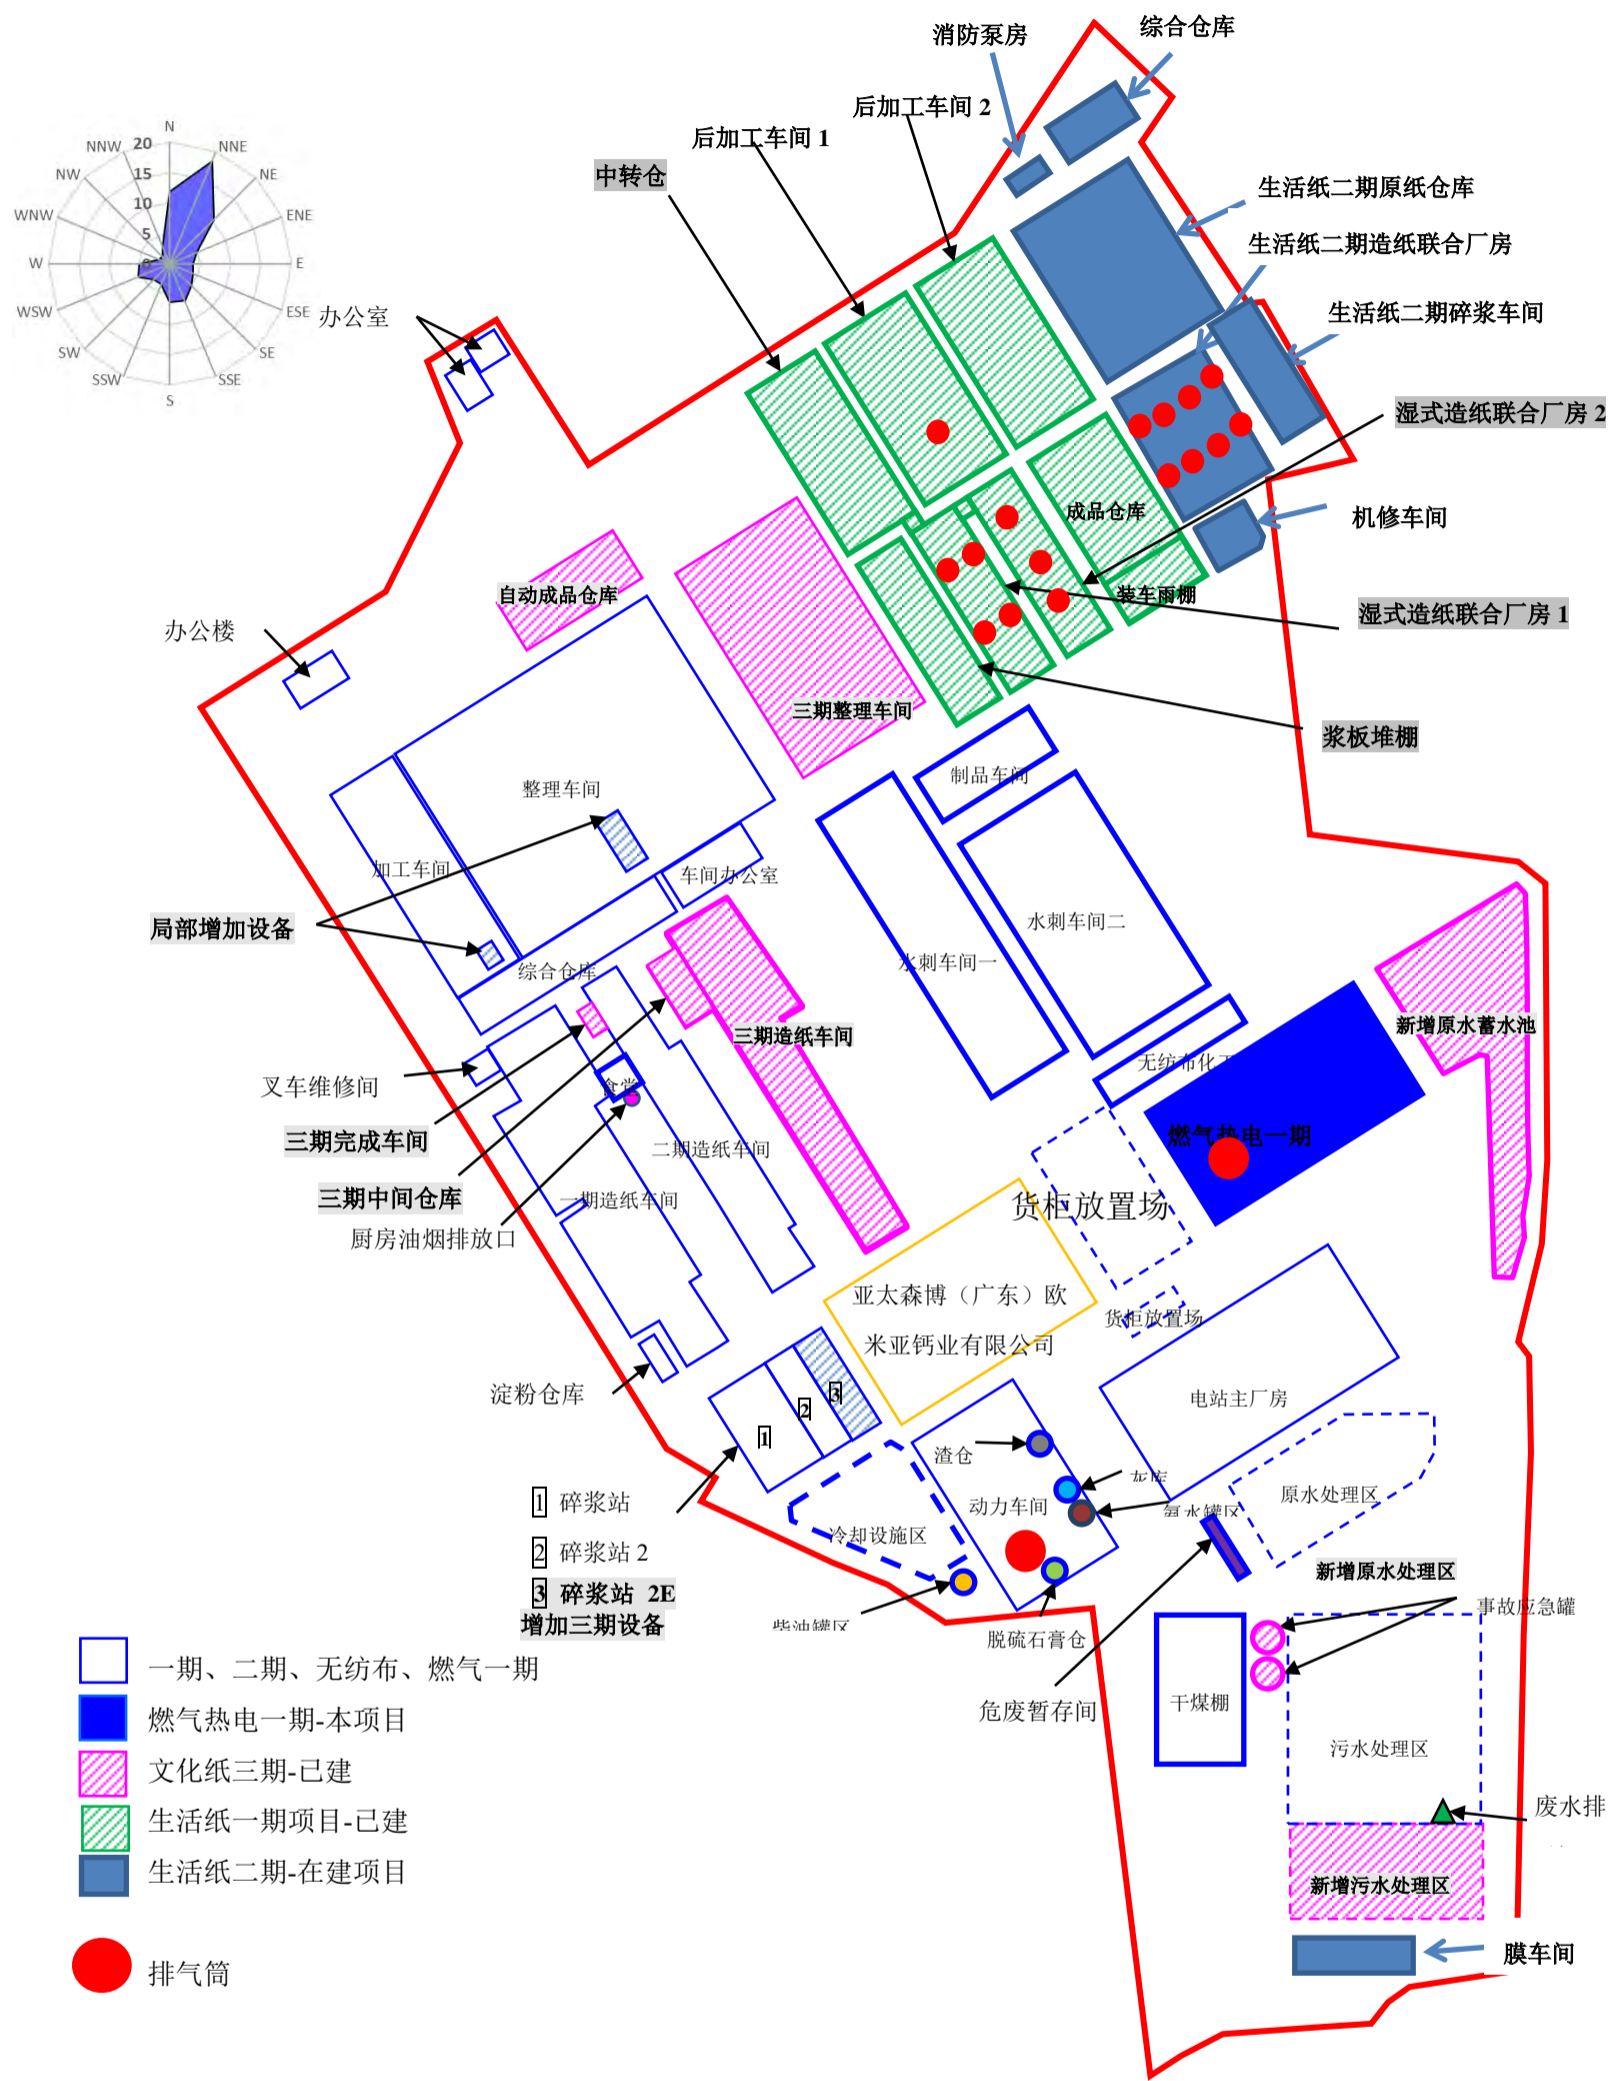 消防泵房
综合仓库
后加工车间 2
后加工车间 1
中转仓
N
NNW
NNE
NW
NE
WNW
ENE
W
E
WSW
ESE
SW
SE
SSW
SSE
S
20
15
10
5
0
生活纸二期原纸仓库
生活纸二期造纸联合厂房
生活纸二期碎浆车间
办公室
湿式造纸联合厂房 2
成品仓库
机修车间
自动成品仓库
装车雨棚
湿式造纸联合厂房 1
办公楼
三期整理车间
浆板堆棚
制品车间
整理车间
加工车间
车间办公室
局部增加设备
水刺车间二
水刺车间一
综合仓库
新增原水蓄水池
三期造纸车间
无纺布化
叉车维修间
食堂
三期完成车间
燃气热电一期
二期造纸车间
三期中间仓库
一期造纸车间
货柜放置场
厨房油烟排放口
亚太森博（广东）欧
米亚钙业有限公司
货柜放置场
淀粉仓库
电站主厂房
3
2
1
渣仓
灰库
原水处理区
动力车间
氨水罐区
冷却设施区
1 碎浆站
2 碎浆站 2
3 碎浆站 2E
增加三期设备
新增原水处理区
事故应急罐
柴油罐区
脱硫石膏仓
危废暂存间
干煤棚
污水处理区
废水排
新增污水处理区
膜车间
一期、二期、无纺布、燃气一期
燃气热电一期-本项目
文化纸三期-已建
生活纸一期项目-已建
生活纸二期-在建项目
排气筒